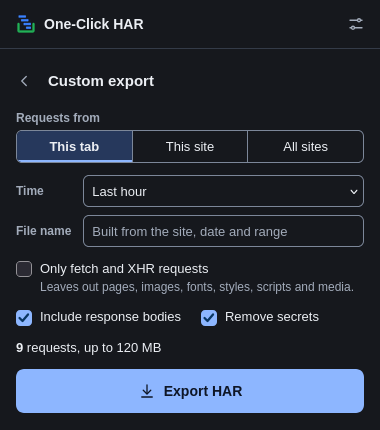 One-Click HAR
Custom export
Requests from
This tab
This site
All sites
Time
Last hour
File name
Built from the site, date and range
Only fetch and XHR requests
Leaves out pages, images, fonts, styles, scripts and media.
Include response bodies
Remove secrets
9 requests, up to 120 MB
Export HAR